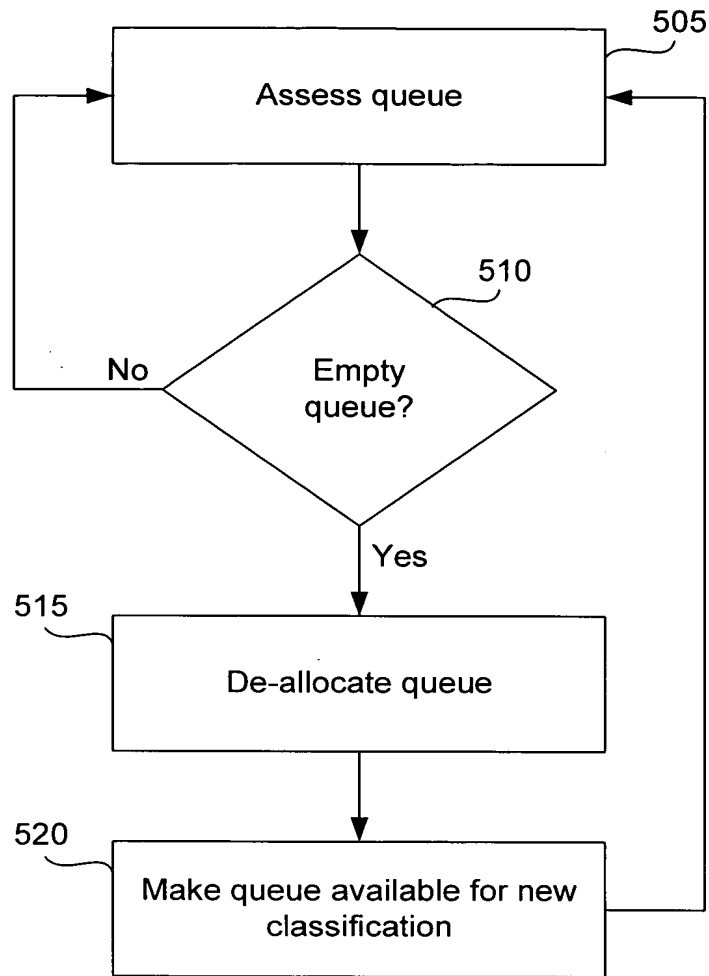 505
Assess queue
510
Empty
queue?
No
Yes
515
De-allocate queue
520
Make queue available for new
classification